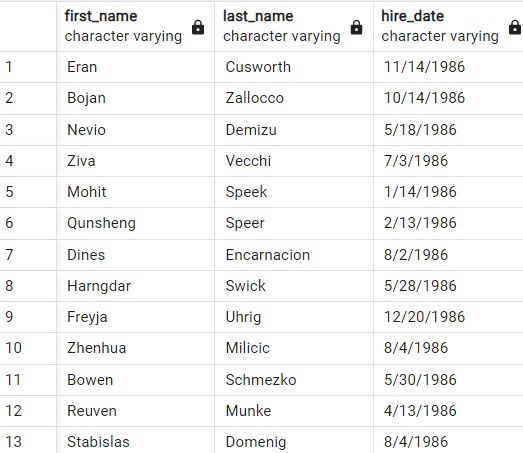 first_name last_name hire_date
character varying character varying character varying
1 Eran Cusworth 11/14/1986
2 Bojan Zallocco 10/14/1986
3 Nevio Demizu 5/18/1986
4 Ziva Vecchi 7/3/1986
5 Mohit Speek 1/14/1986
6 Qunsheng Speer 2/13/1986
7 Dines Encarnacion 8/2/1986
8 Harngdar Swick 5/28/1986
9 Freyja Uhrig 12/20/1986
10 Zhenhua Milicic 8/4/1986
11 Bowen Schmezko 5/30/1986
12 Reuven Munke 4/13/1986
13 Stabislas Domenig 8/4/1986